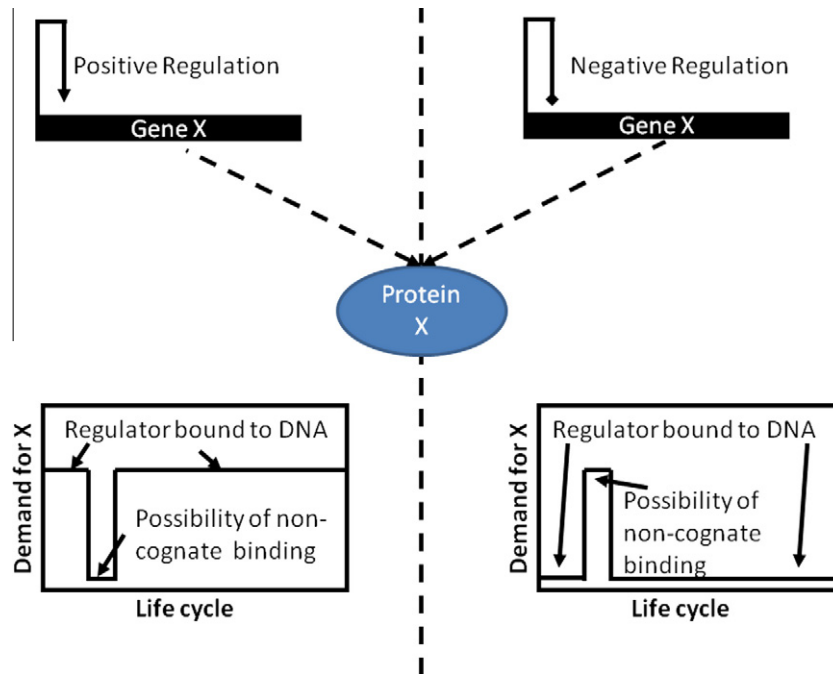 Positive Regulation
Gene X
Negative Regulation
Gene X
Protein
X
Demand for X
Regulator bound to DNA
Possibility of non-
cognate binding
Life cycle
Demand for X
Regulator bound to DNA
Possibility of
non-cognate
binding
Life cycle